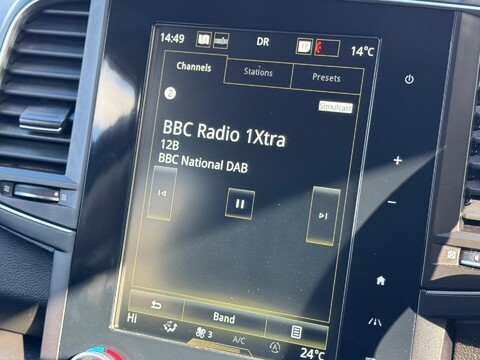 14:49 DR 14°C
Channels Stations Presets
2
Simulcast
BBC Radio 1Xtra
12B
BBC National DAB
Band
Hi 3 A/C A 24°C